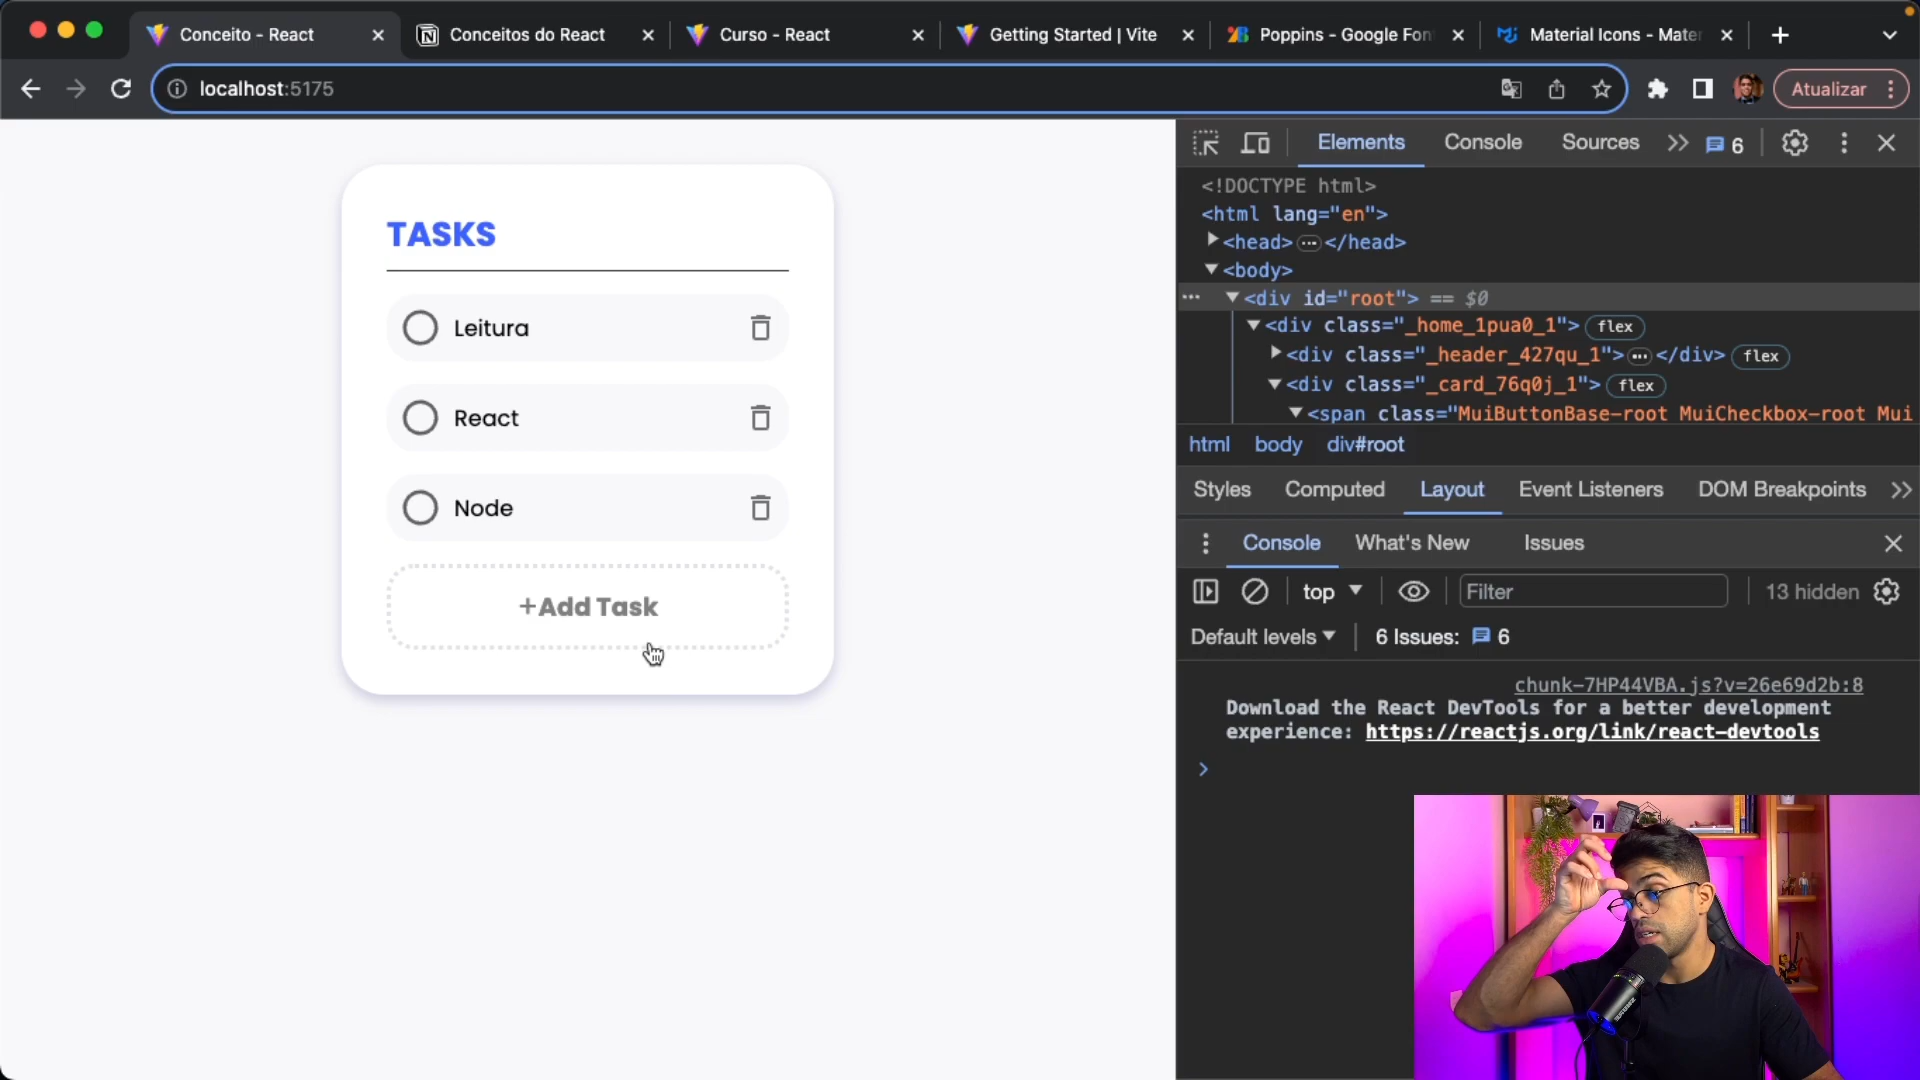 Conceito - React
Conceitos do React
Curso - React
Getting Started | Vite
Poppins - Google Fon
Material Icons - Mate
localhost:5175
Atualizar
TASKS
Leitura
React
Node
+Add Task
Elements
Console
Sources
6
<!DOCTYPE html>
<html lang="en">
<head> ... </head>
<body>
... <div id="root"> == $0
<div class="_home_1pua0_1"> flex
<div class="_header_427qu_1"> ... </div> flex
<div class="_card_76q0j_1"> flex
<span class="MuiButtonBase-root MuiCheckbox-root Mui
html body div#root
Styles
Computed
Layout
Event Listeners
DOM Breakpoints
Console
What's New
Issues
top
Filter
13 hidden
Default levels
6 Issues: 6
chunk-7HP44VBA.js?v=26e69d2b:8
Download the React DevTools for a better development
experience: https://reactjs.org/link/react-devtools